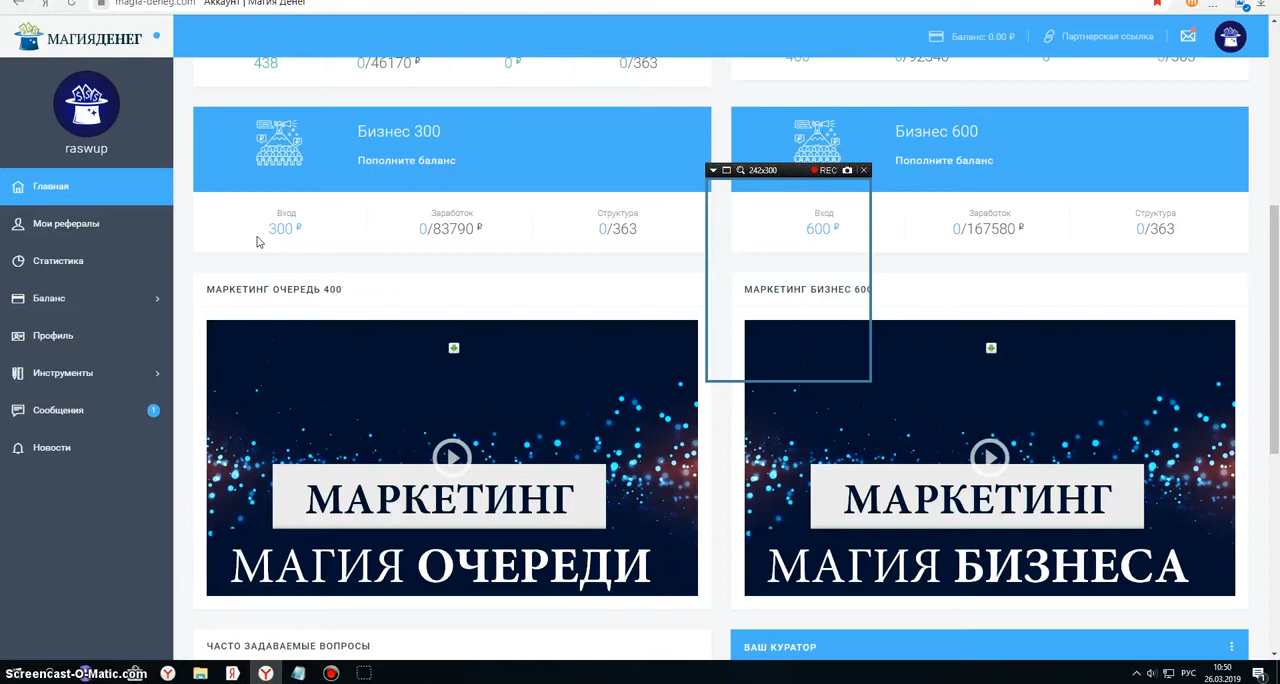 magia-deneg.com Аккаунт | Магия Денег
МАГИЯДЕНЕГ
Баланс: 0.00 ₽
Партнерская ссылка
raswup
Главная
Мои рефералы
Статистика
Баланс
Профиль
Инструменты
Сообщения 1
Новости
438 0/46170 ₽ 0 ₽ 0/363
Бизнес 300
Пополните баланс
Вход Заработок Структура
300 ₽ 0/83790 ₽ 0/363
Бизнес 600
Пополните баланс
242x300 REC
Вход Заработок Структура
600 ₽ 0/167580 ₽ 0/363
МАРКЕТИНГ ОЧЕРЕДЬ 400
МАРКЕТИНГ
МАГИЯ ОЧЕРЕДИ
МАРКЕТИНГ БИЗНЕС 600
МАРКЕТИНГ
МАГИЯ БИЗНЕСА
ЧАСТО ЗАДАВАЕМЫЕ ВОПРОСЫ
ВАШ КУРАТОР
Screencast-O-Matic.com
РУС
10:50
26.03.2019